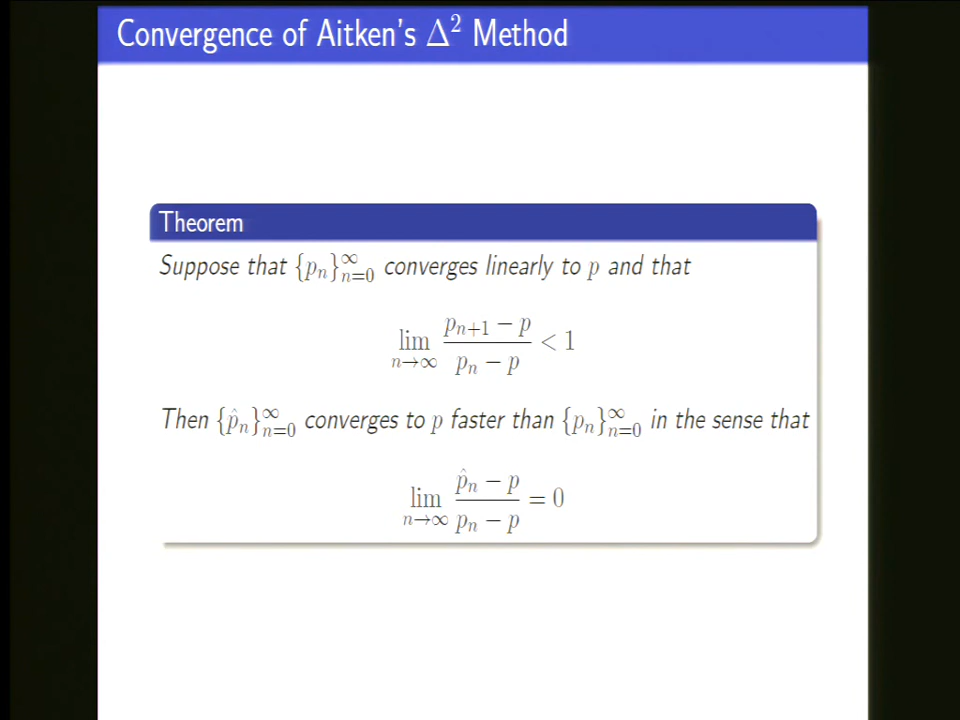 Convergence of Aitken's Δ² Method
Theorem
Suppose that {pₙ}∞ₙ₌₀ converges linearly to p and that
lim n→∞ (pₙ₊₁ − p)/(pₙ − p) < 1
Then {p̂ₙ}∞ₙ₌₀ converges to p faster than {pₙ}∞ₙ₌₀ in the sense that
lim n→∞ (p̂ₙ − p)/(pₙ − p) = 0